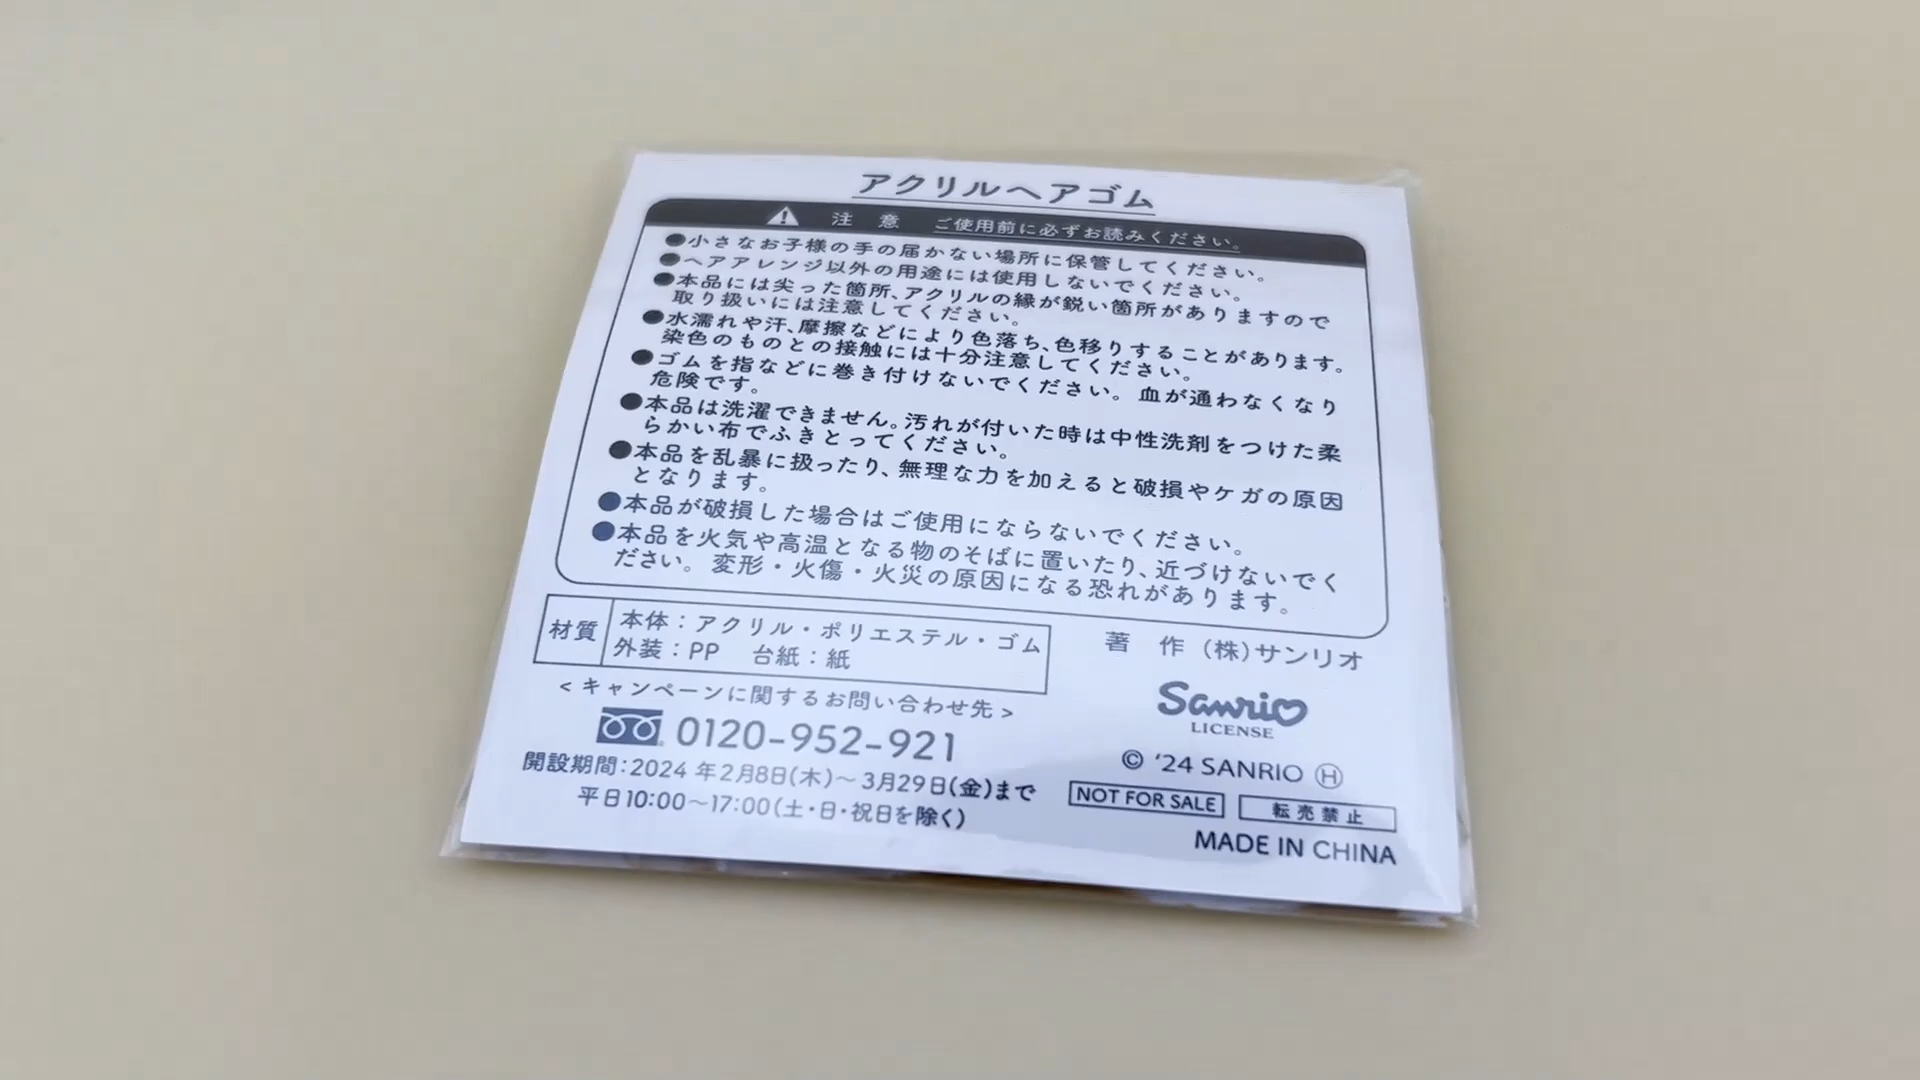 アクリルヘアゴム
注 意 ご使用前に必ずお読みください。
●小さなお子様の手の届かない場所に保管してください。
●ヘアアレンジ以外の用途には使用しないでください。
●本品には尖った箇所、アクリルの縁が鋭い箇所がありますので
取り扱いには注意してください。
●水濡れや汗、摩擦などにより色落ち、色移りすることがあります。
染色のものとの接触には十分注意してください。
●ゴムを指などに巻き付けないでください。血が通わなくなり
危険です。
●本品は洗濯できません。汚れが付いた時は中性洗剤をつけた柔
らかい布でふきとってください。
●本品を乱暴に扱ったり、無理な力を加えると破損やケガの原因
となります。
●本品が破損した場合はご使用にならないでください。
●本品を火気や高温となる物のそばに置いたり、近づけないでく
ださい。変形・火傷・火災の原因になる恐れがあります。
材質
本体：アクリル・ポリエステル・ゴム
外装：PP 台紙：紙
<キャンペーンに関するお問い合わせ先>
0120-952-921
開設期間：2024年2月8日(木)～3月29日(金)まで
平日10:00～17:00(土・日・祝日を除く)
著 作 (株)サンリオ
Sanrio
LICENSE
© '24 SANRIO Ⓗ
NOT FOR SALE 転売禁止
MADE IN CHINA